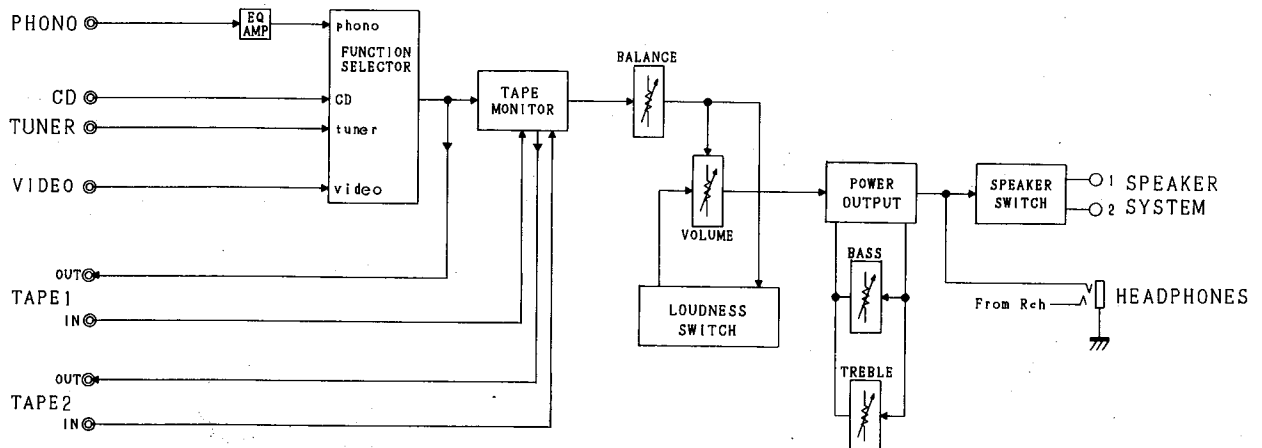 PHONO
EQ
AMP
phono
FUNCTION
SELECTOR
CD
CD
TUNER
tuner
VIDEO
video
TAPE
MONITOR
BALANCE
VOLUME
LOUDNESS
SWITCH
POWER
OUTPUT
BASS
TREBLE
SPEAKER
SWITCH
1 SPEAKER
2 SYSTEM
From Rch
HEADPHONES
OUT
TAPE1
IN
OUT
TAPE2
IN